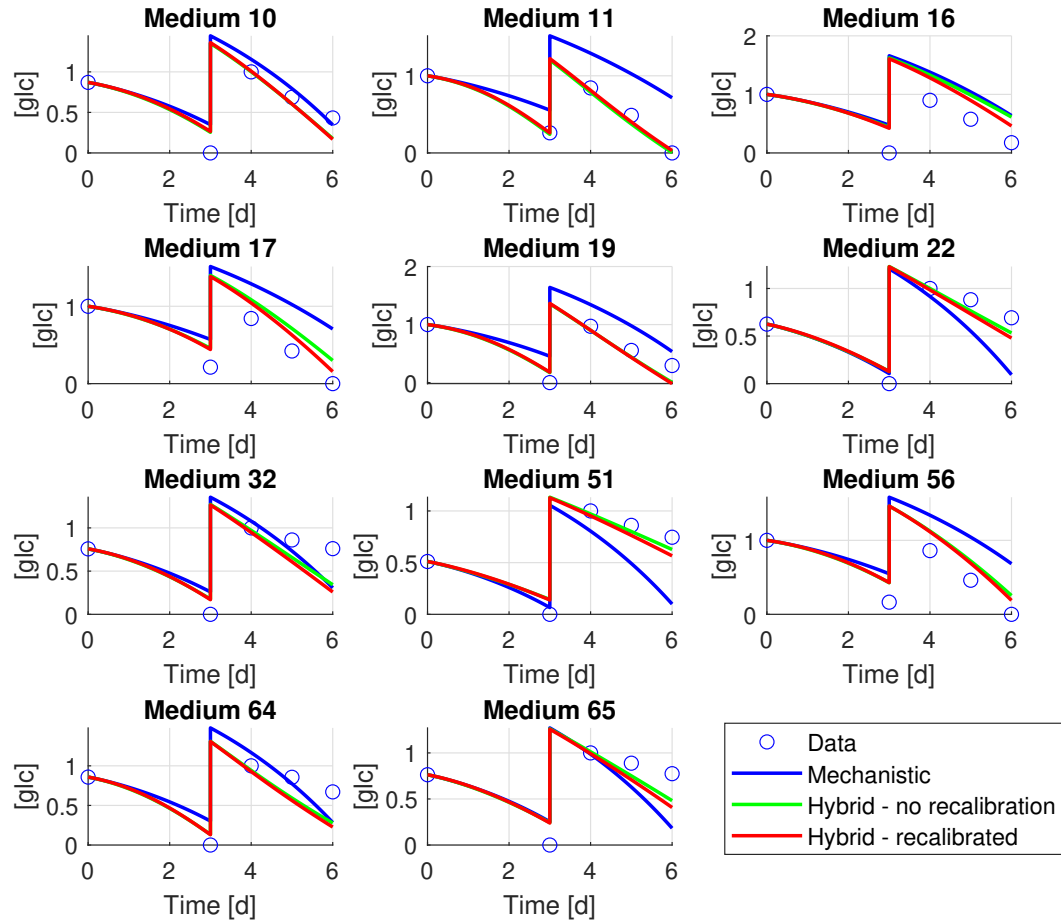 Medium 10 Medium 11 Medium 16
[glc] 1 0.5 0 [glc] 1 0.5 0 [glc] 2 1 0
0 2 4 6 0 2 4 6 0 2 4 6
Time [d] Time [d] Time [d]
Medium 17 Medium 19 Medium 22
[glc] 1 0 [glc] 2 1 0 [glc] 1 0.5 0
0 2 4 6 0 2 4 6 0 2 4 6
Time [d] Time [d] Time [d]
Medium 32 Medium 51 Medium 56
[glc] 1 0.5 0 [glc] 1 0.5 0 [glc] 1 0
0 2 4 6 0 2 4 6 0 2 4 6
Time [d] Time [d] Time [d]
Medium 64 Medium 65
[glc] 1 0.5 0 [glc] 1 0.5 0
0 2 4 6 0 2 4 6
Time [d] Time [d]
Data
Mechanistic
Hybrid - no recalibration
Hybrid - recalibrated